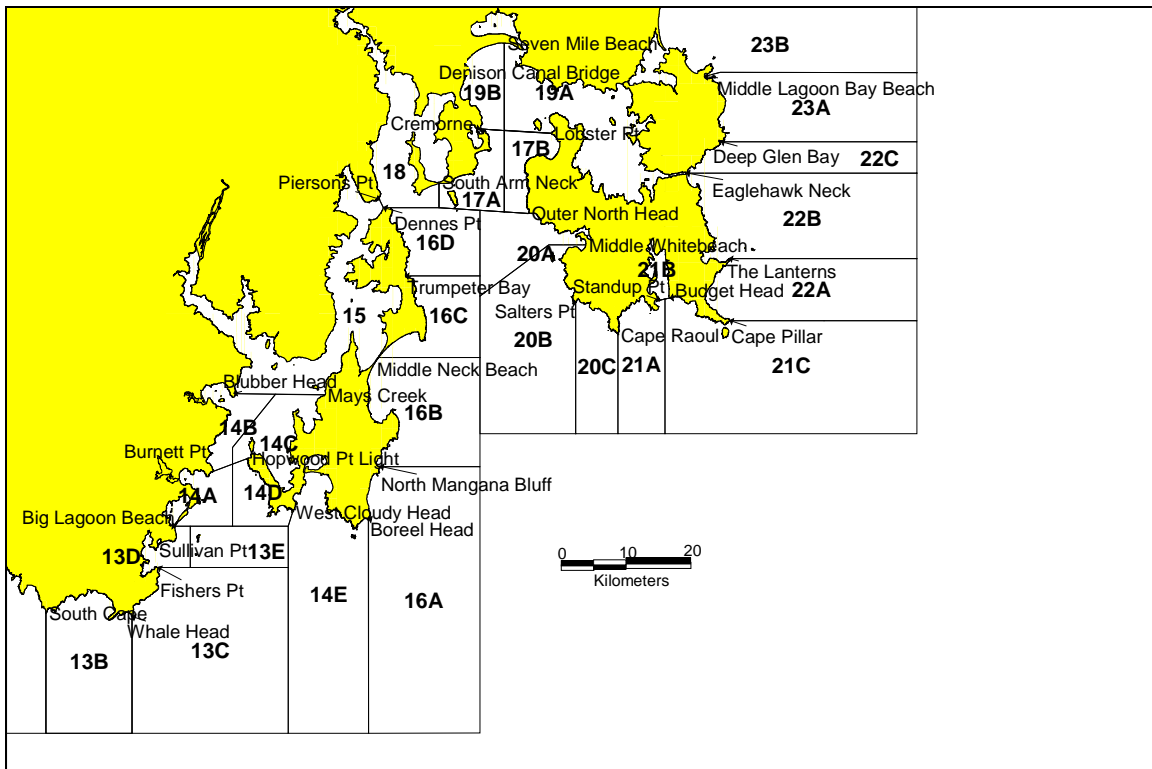 Seven Mile Beach
23B
Denison Canal Bridge
19B
19A
Middle Lagoon Bay Beach
23A
Cremorne
Lobster Pt
17B
Deep Glen Bay
22C
18
Piersons Pt.
South Arm Neck
17A
Eaglehawk Neck
Outer North Head
22B
Dennes Pt
16D
20A
Middle Whitebeach
21B
The Lanterns
Trumpeter Bay
Standup Pt
Budget Head
22A
15
16C
Salters Pt
20B
Cape Raoul
Cape Pillar
20C
21A
21C
Middle Neck Beach
Blubber Head
Mays Creek
16B
14B
14C
Burnett Pt.
Hopwood Pt Light
North Mangana Bluff
14A
14D
West Cloudy Head
Big Lagoon Beach
Boreel Head
13D
Sullivan Pt
13E
0 10 20
Kilometers
Fishers Pt
14E
16A
South Cape
Whale Head
13C
13B